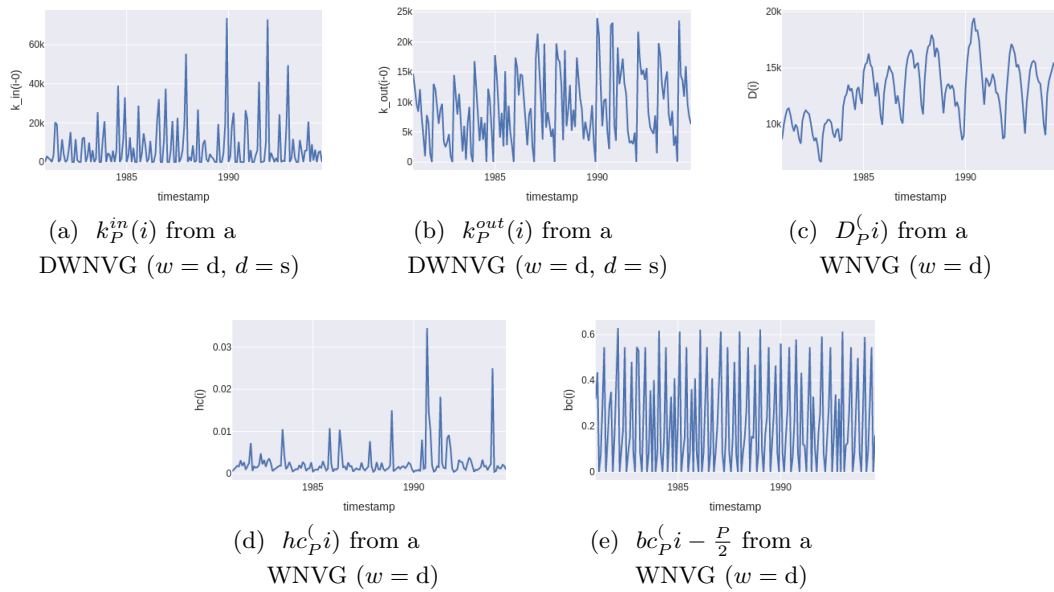 60k
40k
20k
0
k_in(i-0)
1985
1990
timestamp
(a) $k_P^{in}(i)$ from a
DWNVG ($w = $ d, $d = $ s)
25k
20k
15k
10k
5k
0
k_out(i-0)
1985
1990
timestamp
(b) $k_P^{out}(i)$ from a
DWNVG ($w = $ d, $d = $ s)
20k
15k
10k
D(i)
1985
1990
timestamp
(c) $D_P^( i)$ from a
WNVG ($w = $ d)
0.03
0.02
0.01
0
hc(i)
1985
1990
timestamp
(d) $hc_P^( i)$ from a
WNVG ($w = $ d)
0.6
0.4
0.2
0
bc(i)
1985
1990
timestamp
(e) $bc_P^( i - \frac{P}{2}$ from a
WNVG ($w = $ d)